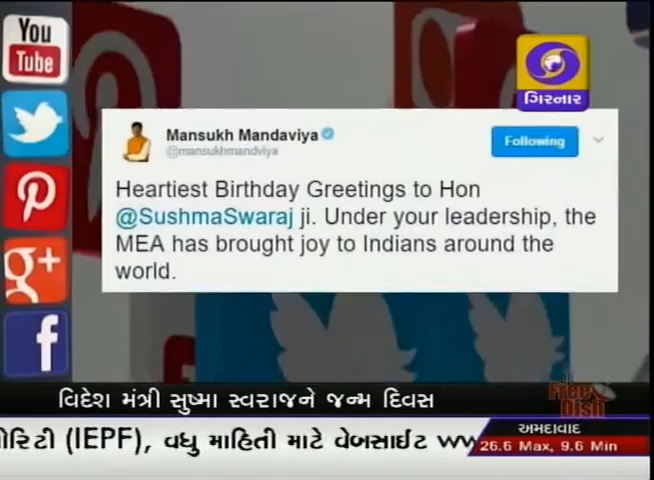 You
Tube
ગિરનાર
Mansukh Mandaviya
@mansukhmandviya
Following
Heartiest Birthday Greetings to Hon
@SushmaSwaraj ji. Under your leadership, the
MEA has brought joy to Indians around the
world.
g+
f
વિદેશ મંત્રી સુષ્મા સ્વરાજને જન્મ દિવસ
Free
Dish
અમદાવાદ
26.6 Max, 9.6 Min
ોરિટી (IEPF), વધુ માહિતી માટે વેબસાઈટ ww